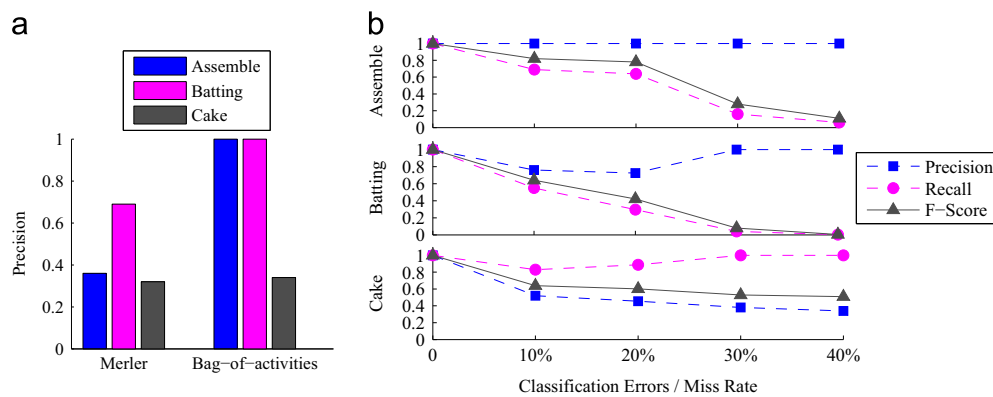 a
Assemble
Batting
Cake
Precision
1
0.8
0.6
0.4
0.2
0
Merler
Bag−of−activities
b
Assemble
1
0.8
0.6
0.4
0.2
0
Batting
1
0.8
0.6
0.4
0.2
0
Cake
1
0.8
0.6
0.4
0.2
0
0
10%
20%
30%
40%
Classification Errors / Miss Rate
Precision
Recall
F−Score